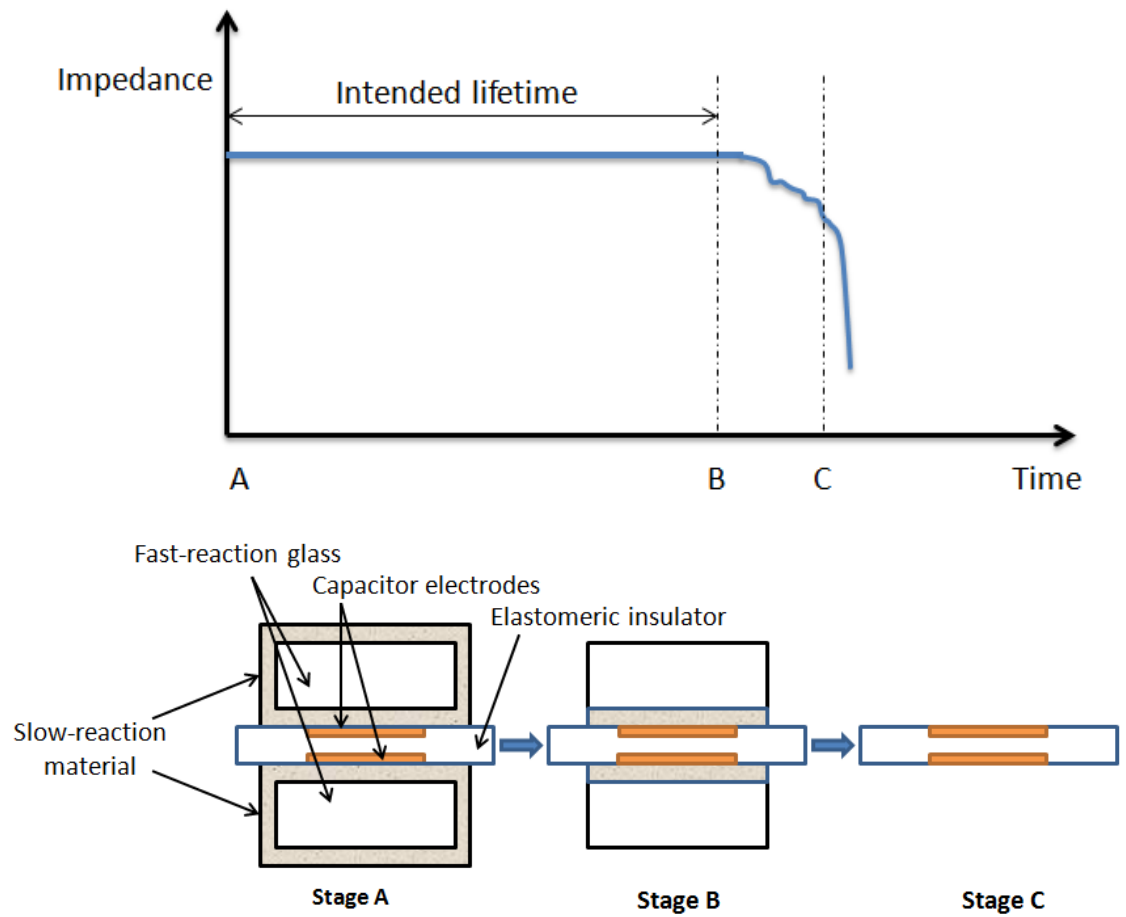 Impedance
Intended lifetime
A
B
C
Time
Fast-reaction glass
Capacitor electrodes
Elastomeric insulator
Slow-reaction
material
Stage A
Stage B
Stage C